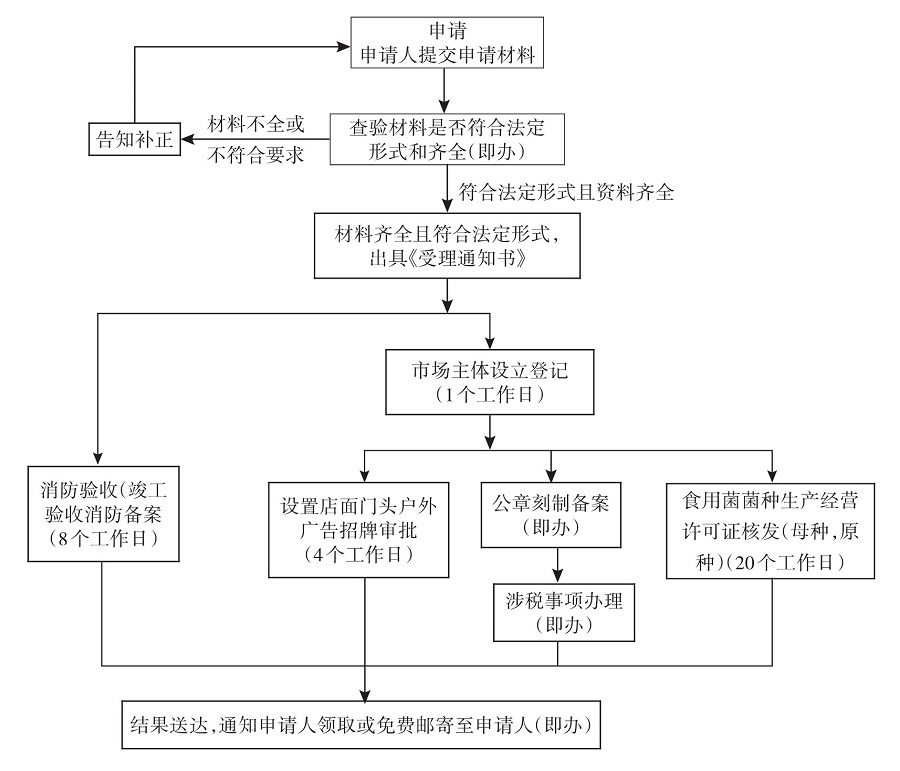 申请
申请人提交申请材料
告知补正
材料不全或
不符合要求
查验材料是否符合法定
形式和齐全(即办)
符合法定形式且资料齐全
材料齐全且符合法定形式,
出具《受理通知书》
市场主体设立登记
(1个工作日)
消防验收(竣工
验收消防备案
(8个工作日)
设置店面门头户外
广告招牌审批
(4个工作日)
公章刻制备案
(即办)
食用菌菌种生产经营
许可证核发(母种,原
种)(20个工作日)
涉税事项办理
(即办)
结果送达,通知申请人领取或免费邮寄至申请人(即办)